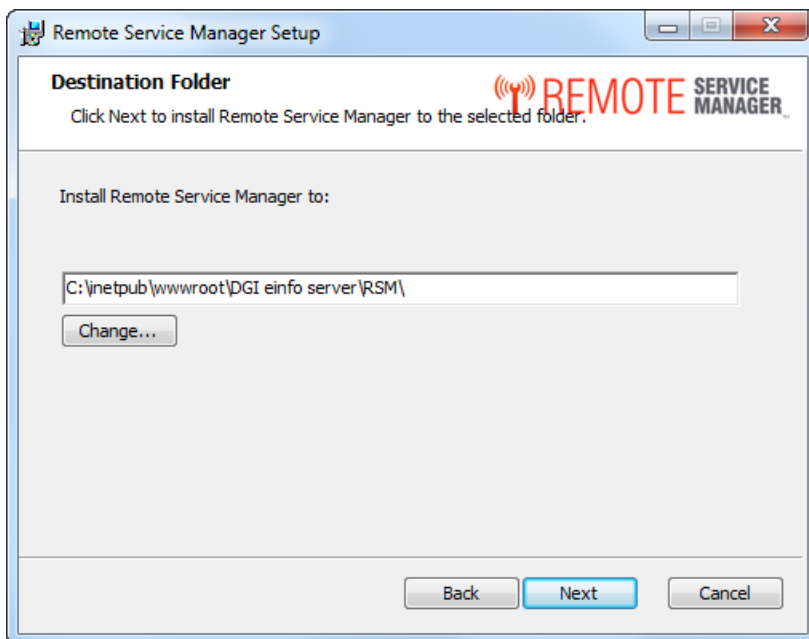 Remote Service Manager Setup
Destination Folder
Click Next to install Remote Service Manager to the selected folder.
REMOTE SERVICE MANAGER
Install Remote Service Manager to:
C:\inetpub\wwwroot\DGI einfo server\RSM\
Change...
Back Next Cancel